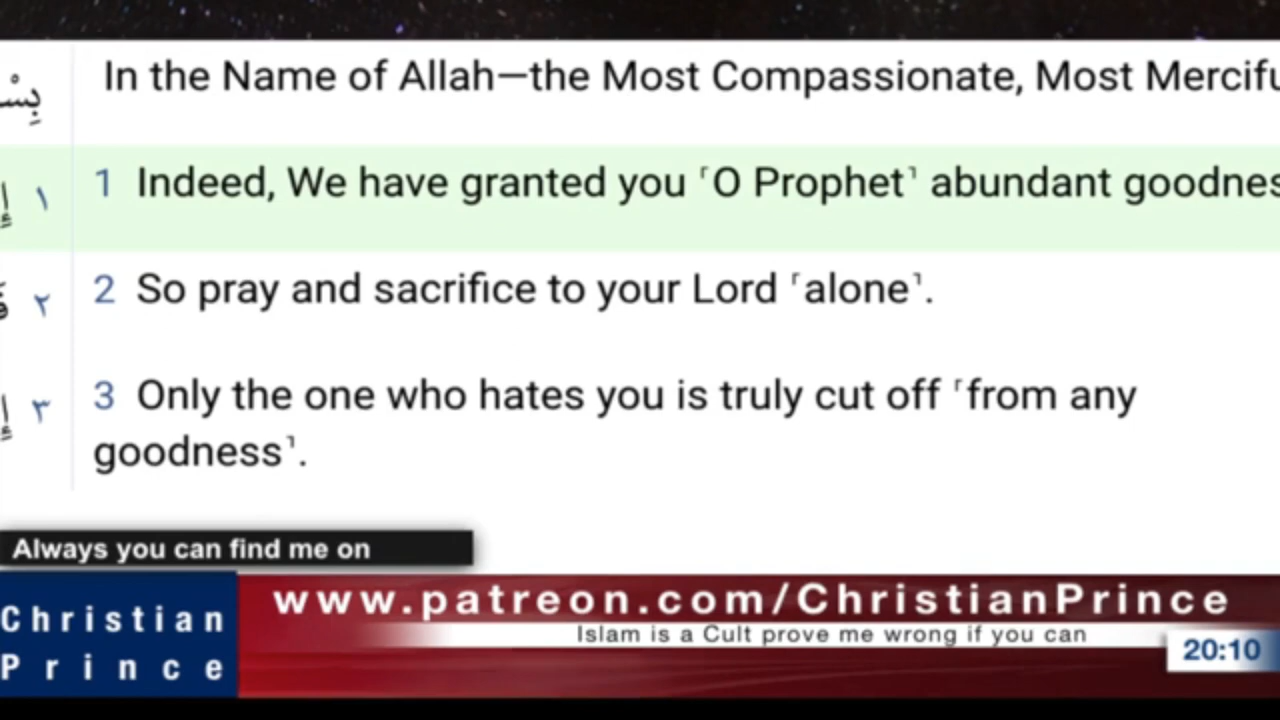 In the Name of Allah—the Most Compassionate, Most
بِسْ
1 Indeed, We have granted you ˹O Prophet˺ abundant
١ إِ
2 So pray and sacrifice to your Lord ˹alone˺.
٢
3 Only the one who hates you is truly cut off ˹from any
٣ إِ
goodness˺.
Always you can find me on
Christian
Prince
www.patreon.com/ChristianPrince
Islam is a Cult prove me wrong if you can
20:10